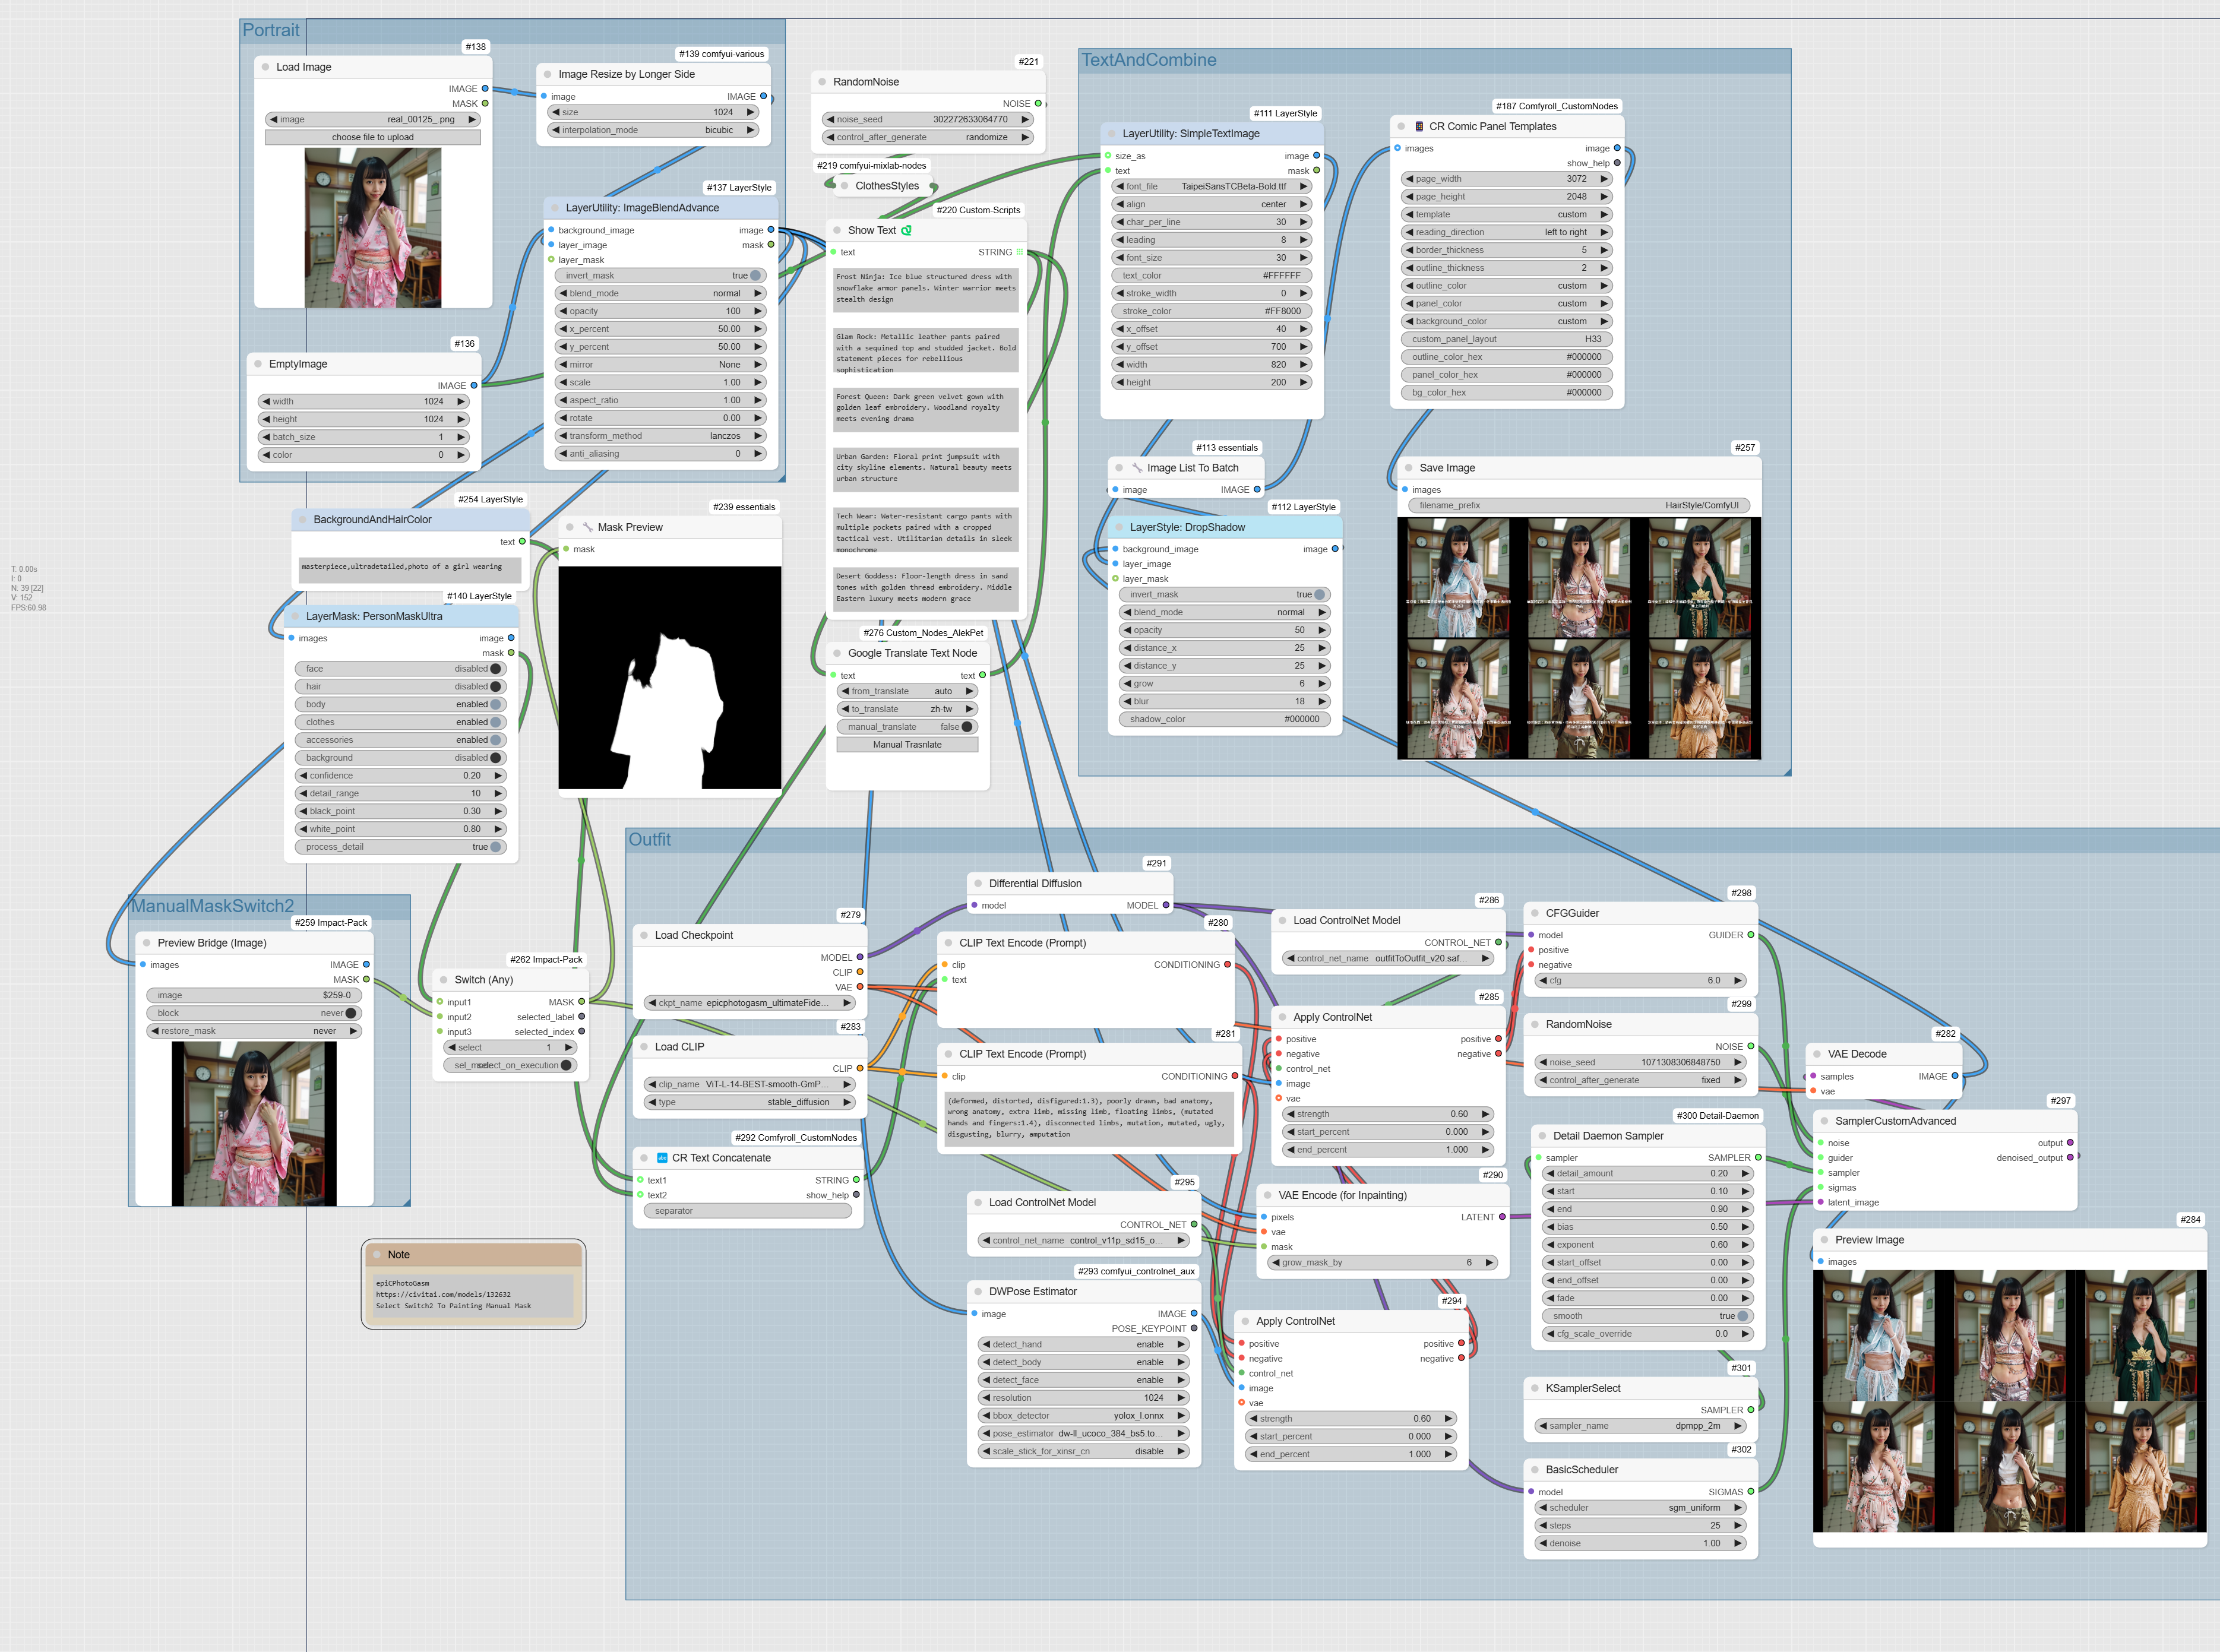 Portrait
#138
Load Image
IMAGE
MASK
image real_00125_.png
choose file to upload
#139 comfyui-various
Image Resize by Longer Side
image IMAGE
size 1024
interpolation_mode bicubic
#137 LayerStyle
LayerUtility: ImageBlendAdvance
background_image image
layer_image mask
layer_mask
invert_mask true
blend_mode normal
opacity 100
x_percent 50.00
y_percent 50.00
mirror None
scale 1.00
aspect_ratio 1.00
rotate 0.00
transform_method lanczos
anti_aliasing 0
#136
EmptyImage
IMAGE
width 1024
height 1024
batch_size 1
color 0
#221
RandomNoise
NOISE
noise_seed 302272633064770
control_after_generate randomize
#219 comfyui-mixlab-nodes
ClothesStyles
#220 Custom-Scripts
Show Text
text STRING
Frost Ninja: Ice blue structured dress with
snowflake armor panels. Winter warrior meets
stealth design
Glam Rock: Metallic leather pants paired
with a sequined top and studded jacket. Bold
statement pieces for rebellious
sophistication
Forest Queen: Dark green velvet gown with
golden leaf embroidery. Woodland royalty
meets evening drama
Urban Garden: Floral print jumpsuit with
city skyline elements. Natural beauty meets
urban structure
Tech Wear: Water-resistant cargo pants with
multiple pockets paired with a cropped
tactical vest. Utilitarian details in sleek
monochrome
Desert Goddess: Floor-length dress in sand
tones with golden thread embroidery. Middle
Eastern luxury meets modern grace
#276 Custom_Nodes_AlekPet
Google Translate Text Node
text text
from_translate auto
to_translate zh-tw
manual_translate false
Manual Trasnlate
TextAndCombine
#111 LayerStyle
LayerUtility: SimpleTextImage
size_as image
text mask
font_file TaipeiSansTCBeta-Bold.ttf
align center
char_per_line 30
leading 8
font_size 30
text_color #FFFFFF
stroke_width 0
stroke_color #FF8000
x_offset 40
y_offset 700
width 820
height 200
#187 Comfyroll_CustomNodes
CR Comic Panel Templates
images image
show_help
page_width 3072
page_height 2048
template custom
reading_direction left to right
border_thickness 5
outline_thickness 2
outline_color custom
panel_color custom
background_color custom
custom_panel_layout H33
outline_color_hex #000000
panel_color_hex #000000
bg_color_hex #000000
#113 essentials
Image List To Batch
image IMAGE
#112 LayerStyle
LayerStyle: DropShadow
background_image image
layer_image
layer_mask
invert_mask true
blend_mode normal
opacity 50
distance_x 25
distance_y 25
grow 6
blur 18
shadow_color #000000
#257
Save Image
images
filename_prefix HairStyle/ComfyUI
#254 LayerStyle
BackgroundAndHairColor
text
masterpiece,ultradetailed,photo of a girl wearing
#239 essentials
Mask Preview
mask
T: 0.00s
I: 0
N: 39 [22]
V: 152
FPS:60.98
#140 LayerStyle
LayerMask: PersonMaskUltra
images image
mask
face disabled
hair disabled
body enabled
clothes enabled
accessories enabled
background disabled
confidence 0.20
detail_range 10
black_point 0.30
white_point 0.80
process_detail true
ManualMaskSwitch2
#259 Impact-Pack
Preview Bridge (Image)
images IMAGE
MASK
image $259-0
block never
restore_mask never
#262 Impact-Pack
Switch (Any)
input1 MASK
input2 selected_label
input3 selected_index
select 1
select_on_execution
Note
epiCPhotoGasm
https://civitai.com/models/132632
Select Switch2 To Painting Manual Mask
Outfit
#279
Load Checkpoint
MODEL
CLIP
VAE
ckpt_name epicphotogasm_ultimateFide...
#283
Load CLIP
CLIP
clip_name ViT-L-14-BEST-smooth-GmP...
type stable_diffusion
#292 Comfyroll_CustomNodes
CR Text Concatenate
text1 STRING
text2 show_help
separator
#291
Differential Diffusion
model MODEL
#280
CLIP Text Encode (Prompt)
clip CONDITIONING
text
#281
CLIP Text Encode (Prompt)
clip CONDITIONING
(deformed, distorted, disfigured:1.3), poorly drawn, bad anatomy,
wrong anatomy, extra limb, missing limb, floating limbs, (mutated
hands and fingers:1.4), disconnected limbs, mutation, mutated, ugly,
disgusting, blurry, amputation
#295
Load ControlNet Model
CONTROL_NET
control_net_name control_v11p_sd15_o...
#293 comfyui_controlnet_aux
DWPose Estimator
image IMAGE
POSE_KEYPOINT
detect_hand enable
detect_body enable
detect_face enable
resolution 1024
bbox_detector yolox_l.onnx
pose_estimator dw-ll_ucoco_384_bs5.to...
scale_stick_for_xinsr_cn disable
#286
Load ControlNet Model
CONTROL_NET
control_net_name outfitToOutfit_v20.saf...
#285
Apply ControlNet
positive positive
negative negative
control_net
image
vae
strength 0.60
start_percent 0.000
end_percent 1.000
#290
VAE Encode (for Inpainting)
pixels LATENT
vae
mask
grow_mask_by 6
#294
Apply ControlNet
positive positive
negative negative
control_net
image
vae
strength 0.60
start_percent 0.000
end_percent 1.000
#298
CFGGuider
model GUIDER
positive
negative
cfg 6.0
#299
RandomNoise
NOISE
noise_seed 1071308306848750
control_after_generate fixed
#300 Detail-Daemon
Detail Daemon Sampler
sampler SAMPLER
detail_amount 0.20
start 0.10
end 0.90
bias 0.50
exponent 0.60
start_offset 0.00
end_offset 0.00
fade 0.00
smooth true
cfg_scale_override 0.0
#301
KSamplerSelect
SAMPLER
sampler_name dpmpp_2m
#302
BasicScheduler
model SIGMAS
scheduler sgm_uniform
steps 25
denoise 1.00
#282
VAE Decode
samples IMAGE
vae
#297
SamplerCustomAdvanced
noise output
guider denoised_output
sampler
sigmas
latent_image
#284
Preview Image
images